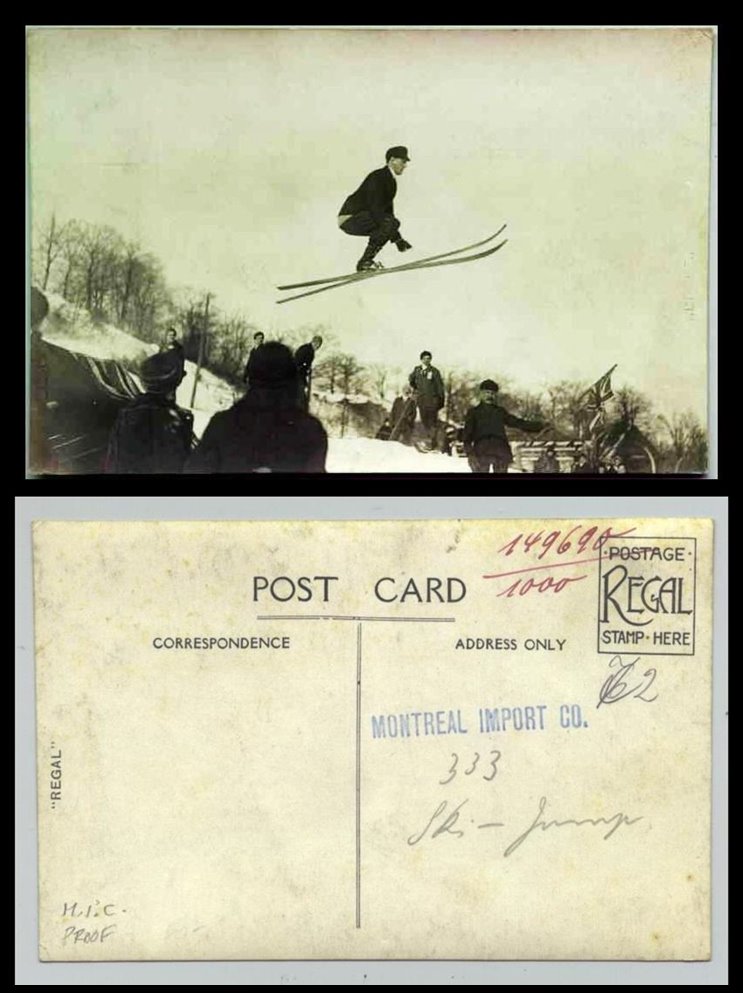 149690
1000
POST CARD
CORRESPONDENCE
ADDRESS ONLY
·POSTAGE·
REGAL
STAMP·HERE
MONTREAL IMPORT CO.
333
Ski-Jump
"REGAL"
M.I.C.
PROOF